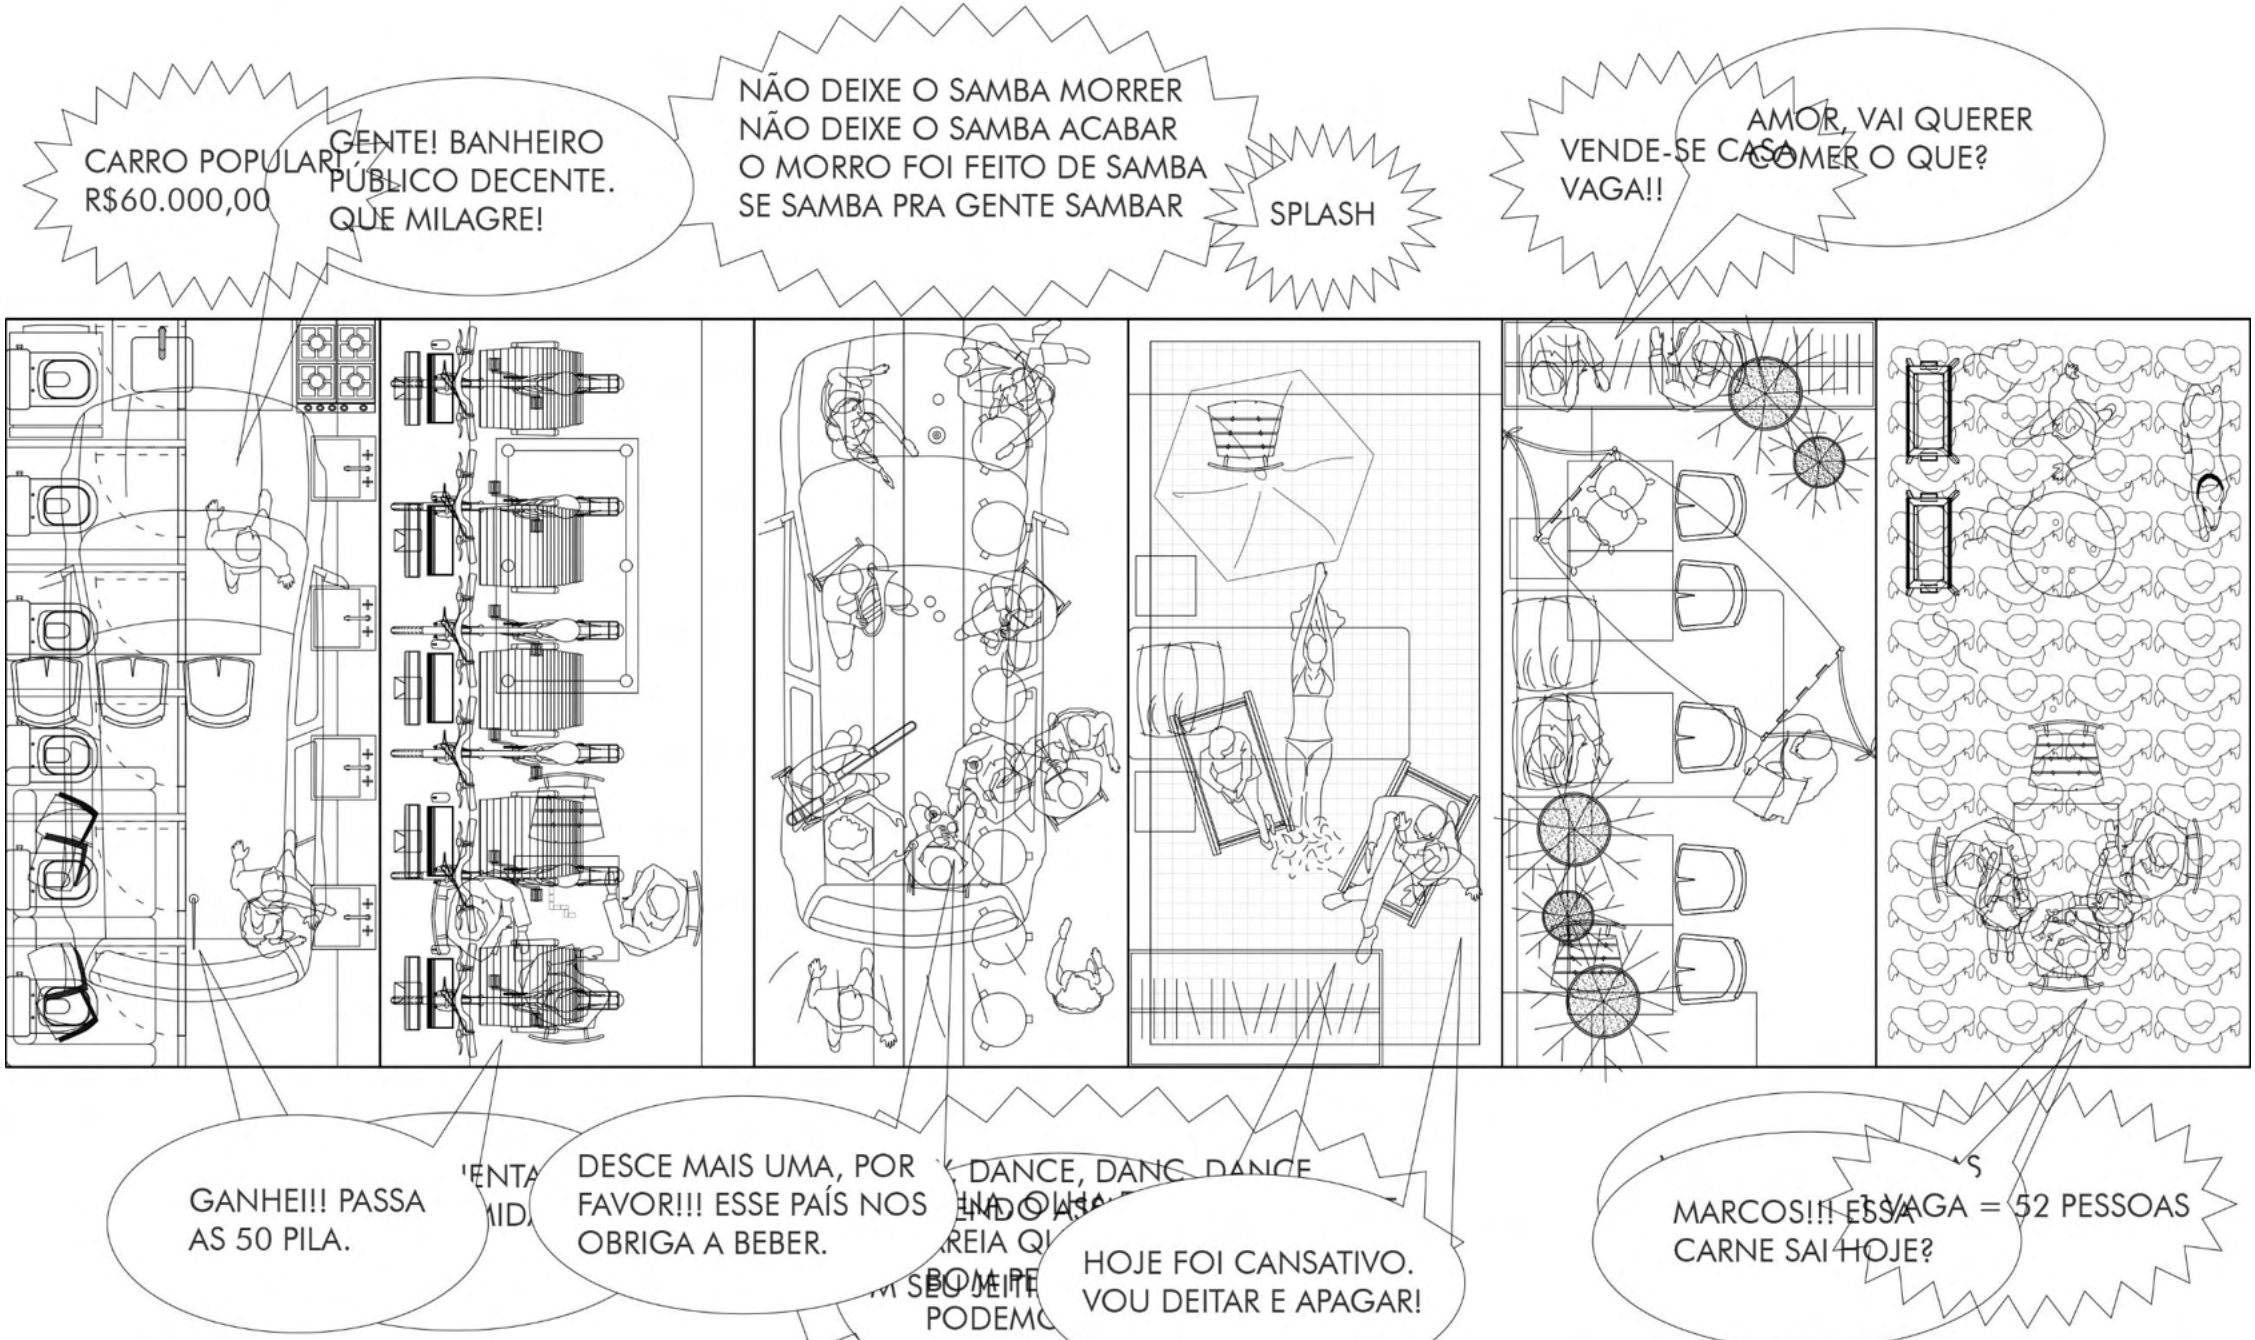 CARRO POPULAR!
R$60.000,00
GENTE! BANHEIRO
PÚBLICO DECENTE.
QUE MILAGRE!
NÃO DEIXE O SAMBA MORRER
NÃO DEIXE O SAMBA ACABAR
O MORRO FOI FEITO DE SAMBA
SE SAMBA PRA GENTE SAMBAR
SPLASH
VENDE-SE CASA
VAGA!!
AMOR, VAI QUERER
COMER O QUE?
GANHEI!! PASSA
AS 50 PILA.
DESCE MAIS UMA, POR
FAVOR!!! ESSE PAÍS NOS
OBRIGA A BEBER.
DANCE, DANC, DANCE
SEU
HOJE FOI CANSATIVO.
VOU DEITAR E APAGAR!
MARCOS!!! ESSA
CARNE SAI HOJE?
1 VAGA = 52 PESSOAS